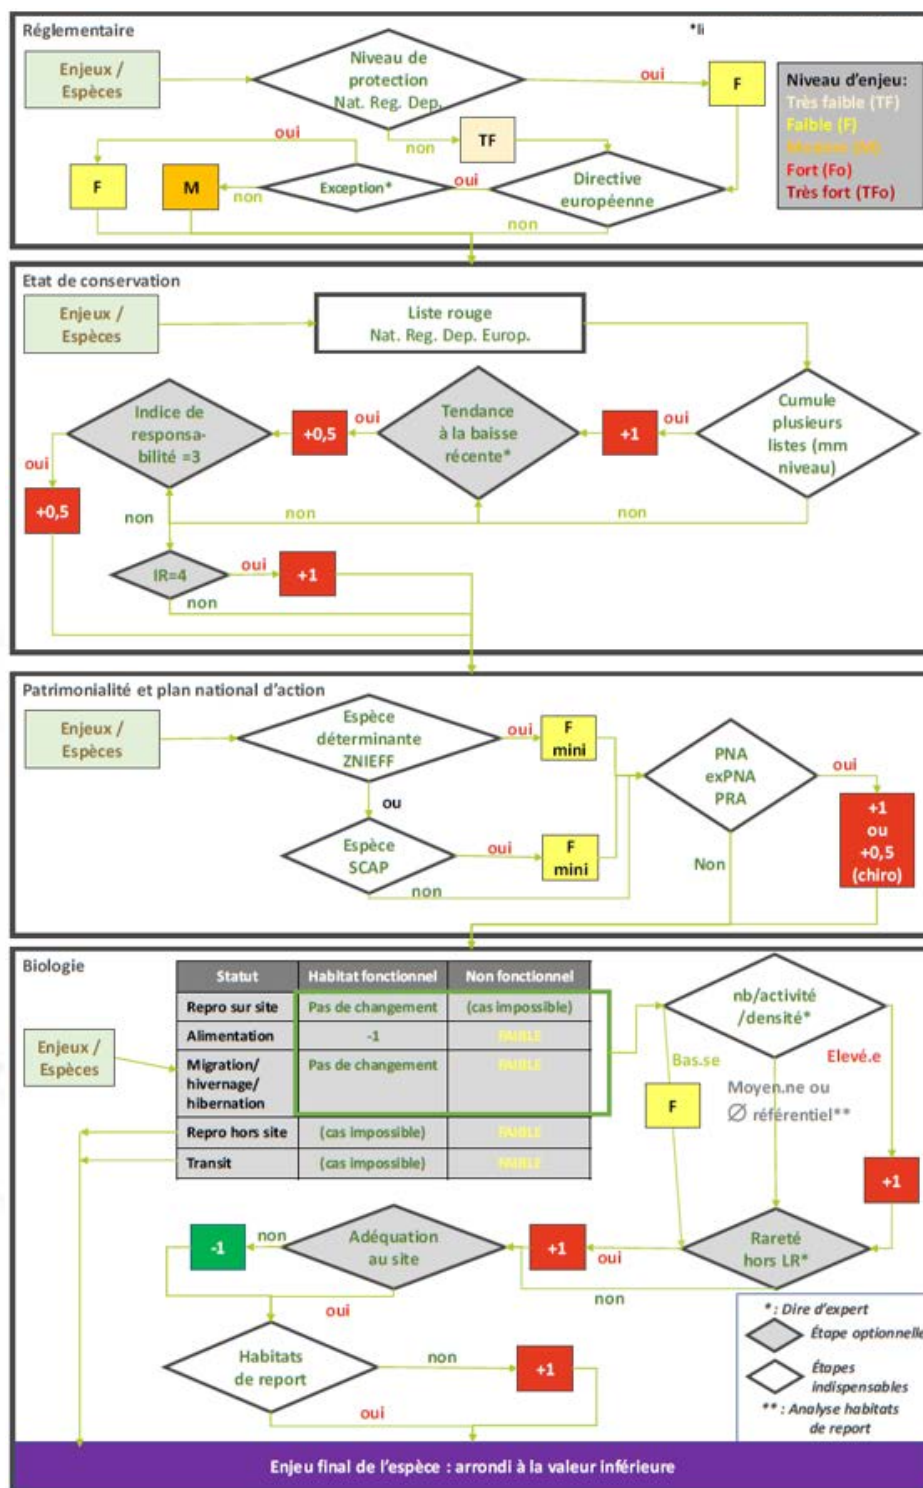 Réglementaire
*li
Enjeux /
Espèces
Niveau de
protection
Nat. Reg. Dep.
oui
F
Niveau d'enjeu:
Très faible (TF)
Faible (F)
Modéré (M)
Fort (Fo)
Très fort (TFo)
non
TF
oui
F
M
non
Exception*
oui
Directive
européenne
non
Etat de conservation
Enjeux /
Espèces
Liste rouge
Nat. Reg. Dep. Europ.
Indice de
responsa-
bilité =3
+0,5
oui
Tendance
à la baisse
récente*
+1
oui
Cumule
plusieurs
listes (mm
niveau)
oui
+0,5
non
non
non
IR=4
oui
+1
non
Patrimonialité et plan national d'action
Enjeux /
Espèces
Espèce
déterminante
ZNIEFF
oui
F
mini
ou
Espèce
SCAP
oui
F
mini
non
PNA
exPNA
PRA
oui
Non
+1
ou
+0,5
(chiro)
Biologie
Statut Habitat fonctionnel Non fonctionnel
Repro sur site Pas de changement (cas impossible)
Alimentation -1 FAIBLE
Migration/ Pas de changement FAIBLE
hivernage/
hibernation
Repro hors site (cas impossible) FAIBLE
Transit (cas impossible) FAIBLE
Enjeux /
Espèces
nb/activité
/densité*
Bas.se
Elevé.e
F
Moyen.ne ou
∅ référentiel**
+1
Rareté
hors LR*
oui
+1
non
Adéquation
au site
non
-1
oui
Habitats
de report
non
+1
oui
* : Dire d'expert
Étape optionnelle
Étapes
indispensables
** : Analyse habitats
de report
Enjeu final de l'espèce : arrondi à la valeur inférieure